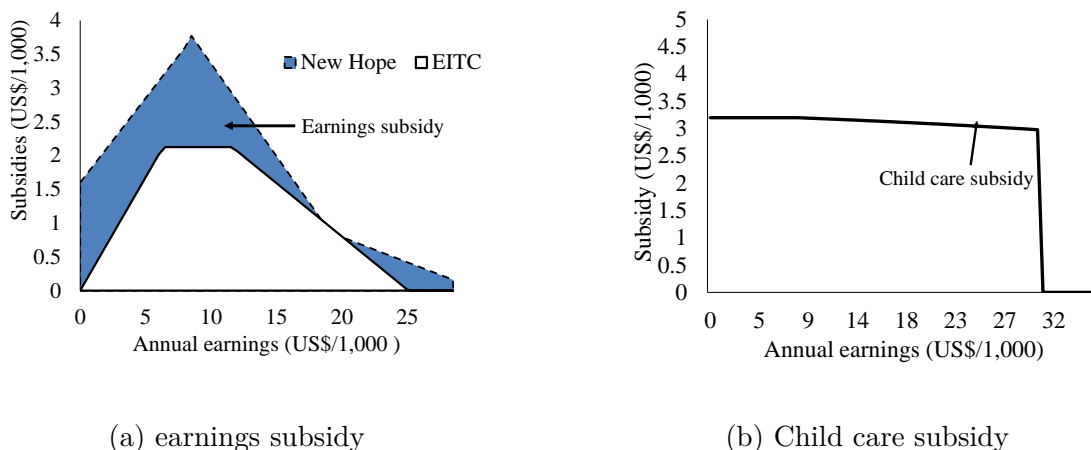 Subsidies (US$/1,000)
4
3.5
3
2.5
2
1.5
1
0.5
0
New Hope
EITC
Earnings subsidy
0 5 10 15 20 25
Annual earnings (US$/1,000 )
(a) earnings subsidy
Subsidy (US$/1,000)
5
4.5
4
3.5
3
2.5
2
1.5
1
0.5
0
Child care subsidy
0 5 9 14 18 23 27 32
Annual earnings (US$/1,000)
(b) Child care subsidy